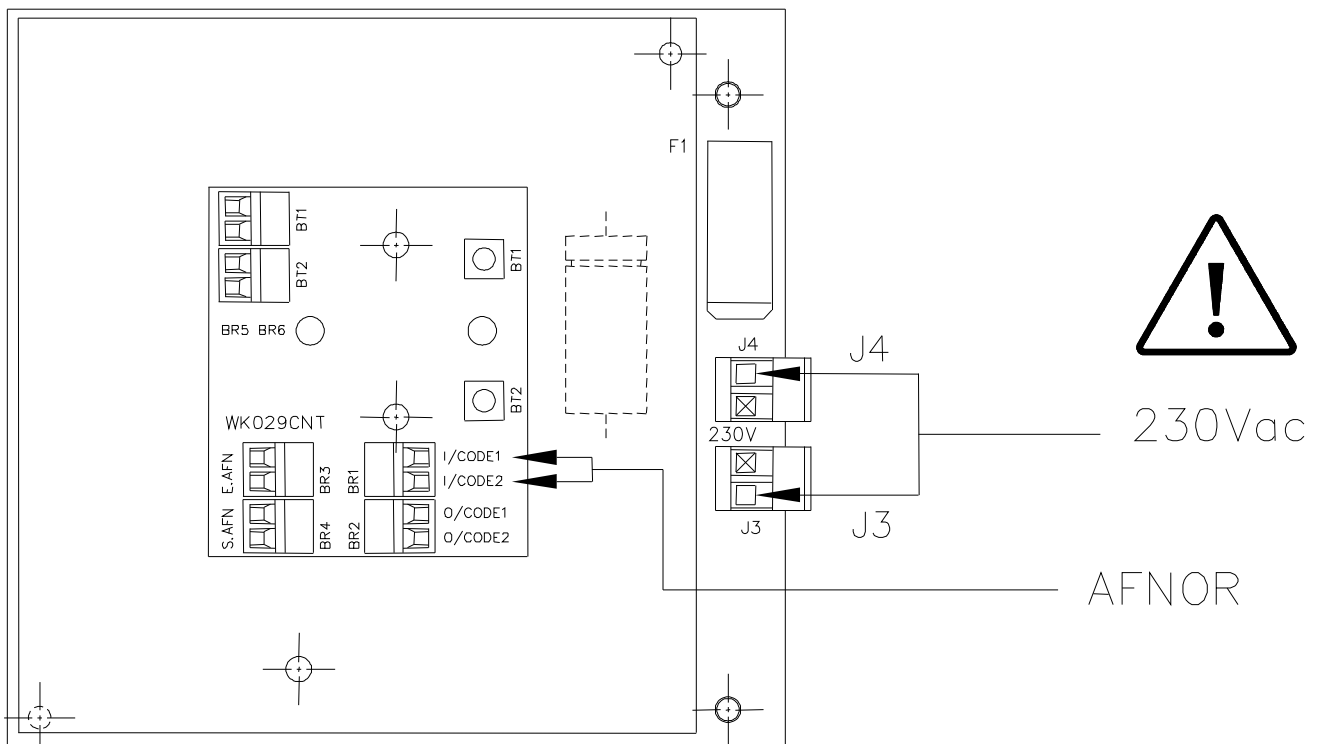 F1
BT1
BT1
BT2
BR5 BR6
J4
J4
BT2
WK029CNT
230V
230Vac
E.AFN
BR3
BR1
I/CODE1
I/CODE2
S.AFN
BR4
BR2
O/CODE1
O/CODE2
J3
J3
AFNOR
!